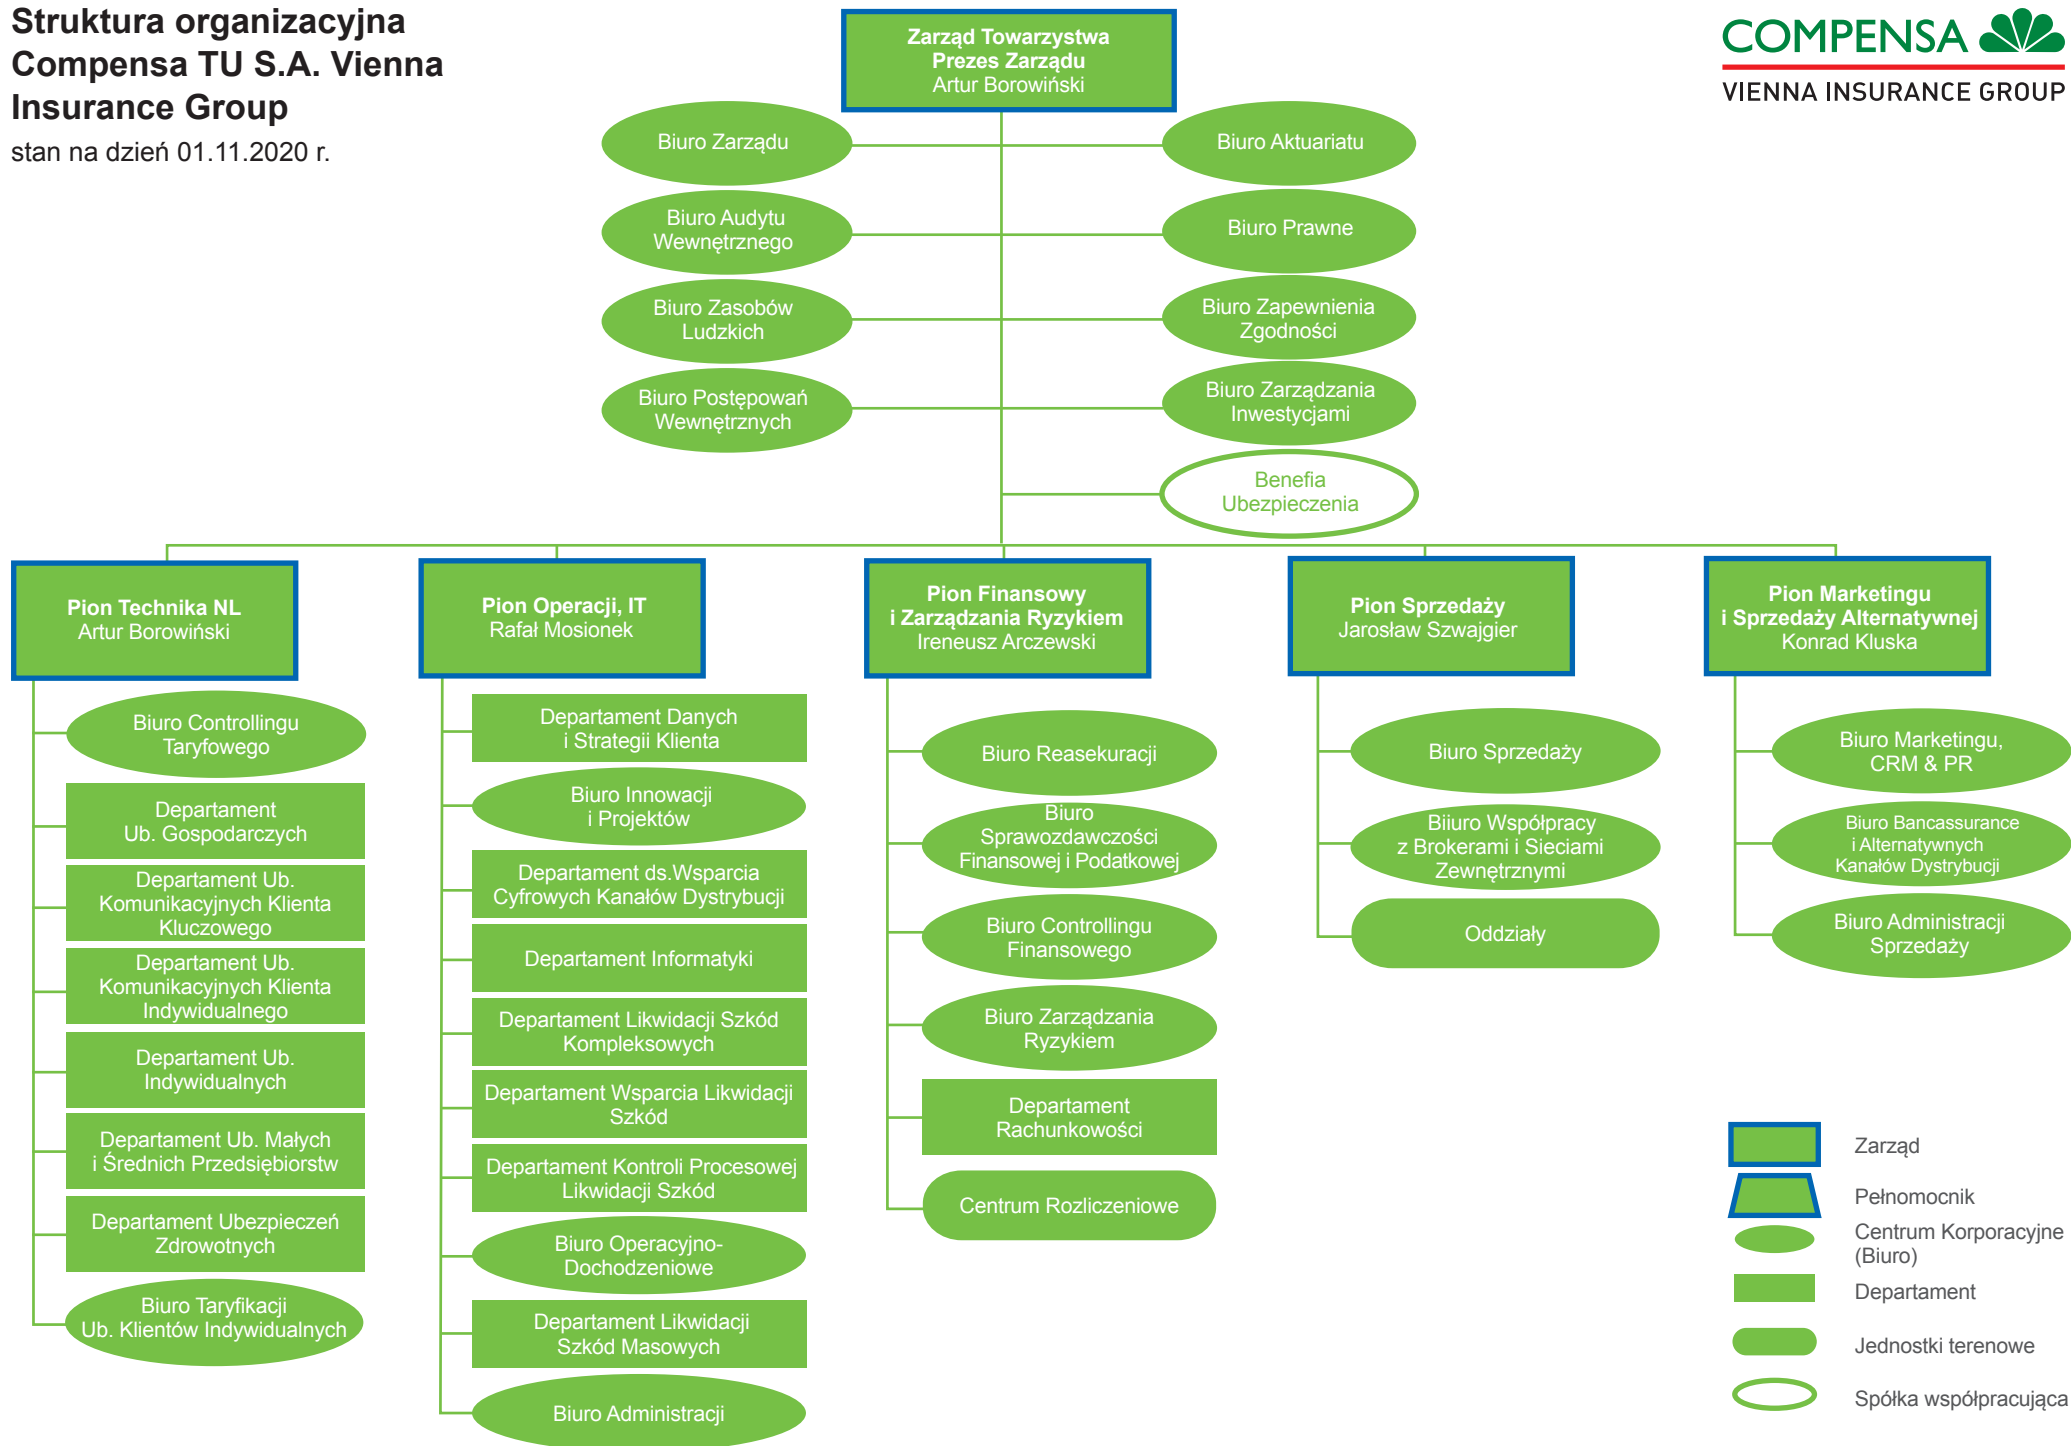 Struktura organizacyjna
Compensa TU S.A. Vienna
Insurance Group
stan na dzień 01.11.2020 r.
COMPENSA
VIENNA INSURANCE GROUP
Zarząd Towarzystwa
Prezes Zarządu
Artur Borowiński
Biuro Zarządu
Biuro Aktuariatu
Biuro Audytu
Wewnętrznego
Biuro Prawne
Biuro Zasobów
Ludzkich
Biuro Zapewnienia
Zgodności
Biuro Postępowań
Wewnętrznych
Biuro Zarządzania
Inwestycjami
Benefia
Ubezpieczenia
Pion Technika NL
Artur Borowiński
Biuro Controllingu
Taryfowego
Departament
Ub. Gospodarczych
Departament Ub.
Komunikacyjnych Klienta
Kluczowego
Departament Ub.
Komunikacyjnych Klienta
Indywidualnego
Departament Ub.
Indywidualnych
Departament Ub. Małych
i Średnich Przedsiębiorstw
Departament Ubezpieczeń
Zdrowotnych
Biuro Taryfikacji
Ub. Klientów Indywidualnych
Pion Operacji, IT
Rafał Mosionek
Departament Danych
i Strategii Klienta
Biuro Innowacji
i Projektów
Departament ds.Wsparcia
Cyfrowych Kanałów Dystrybucji
Departament Informatyki
Departament Likwidacji Szkód
Kompleksowych
Departament Wsparcia Likwidacji
Szkód
Departament Kontroli Procesowej
Likwidacji Szkód
Biuro Operacyjno-
Dochodzeniowe
Departament Likwidacji
Szkód Masowych
Biuro Administracji
Pion Finansowy
i Zarządzania Ryzykiem
Ireneusz Arczewski
Biuro Reasekuracji
Biuro
Sprawozdawczości
Finansowej i Podatkowej
Biuro Controllingu
Finansowego
Biuro Zarządzania
Ryzykiem
Departament
Rachunkowości
Centrum Rozliczeniowe
Pion Sprzedaży
Jarosław Szwajgier
Biuro Sprzedaży
Biiuro Współpracy
z Brokerami i Sieciami
Zewnętrznymi
Oddziały
Pion Marketingu
i Sprzedaży Alternatywnej
Konrad Kluska
Biuro Marketingu,
CRM & PR
Biuro Bancassurance
i Alternatywnych
Kanałów Dystrybucji
Biuro Administracji
Sprzedaży
Zarząd
Pełnomocnik
Centrum Korporacyjne
(Biuro)
Departament
Jednostki terenowe
Spółka współpracująca